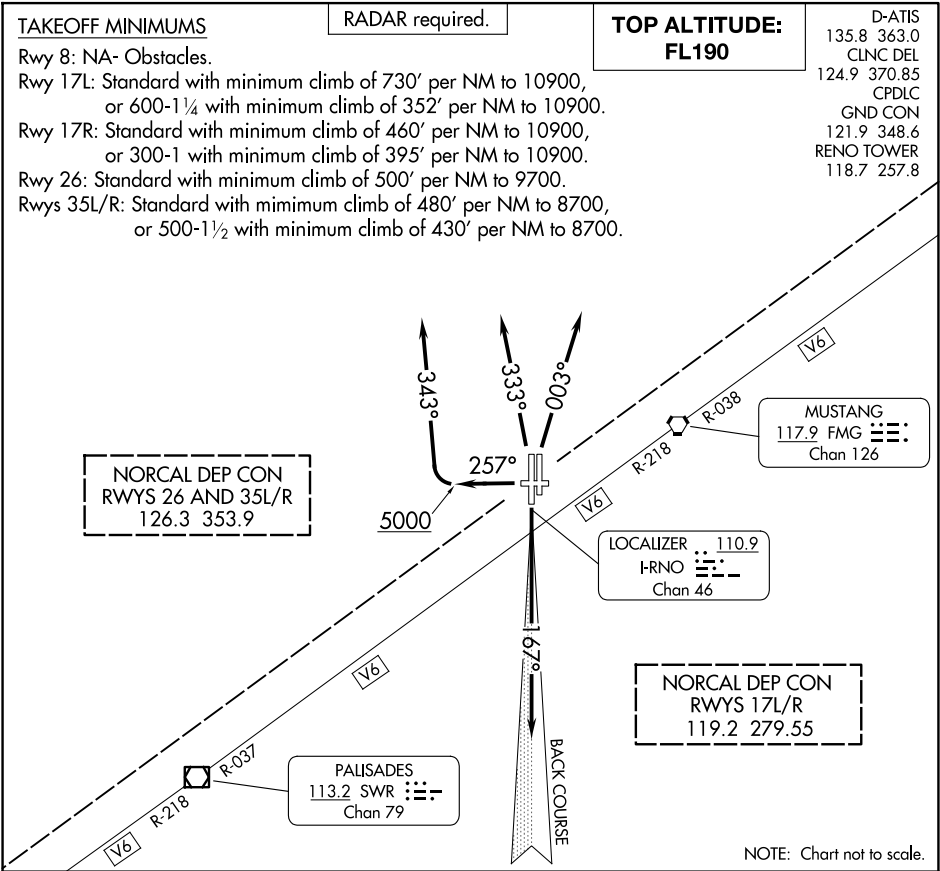 TAKEOFF MINIMUMS
RADAR required.
TOP ALTITUDE:
FL190
D-ATIS
135.8 363.0
CLNC DEL
124.9 370.85
CPDLC
GND CON
121.9 348.6
RENO TOWER
118.7 257.8
Rwy 8: NA- Obstacles.
Rwy 17L: Standard with minimum climb of 730' per NM to 10900,
or 600-1¼ with minimum climb of 352' per NM to 10900.
Rwy 17R: Standard with minimum climb of 460' per NM to 10900,
or 300-1 with minimum climb of 395' per NM to 10900.
Rwy 26: Standard with minimum climb of 500' per NM to 9700.
Rwys 35L/R: Standard with mimimum climb of 480' per NM to 8700,
or 500-1½ with minimum climb of 430' per NM to 8700.
343°
333°
003°
V6
R-038
MUSTANG
117.9 FMG
Chan 126
R-218
V6
257°
5000
NORCAL DEP CON
RWYS 26 AND 35L/R
126.3 353.9
LOCALIZER 110.9
I-RNO
Chan 46
167°
BACK COURSE
NORCAL DEP CON
RWYS 17L/R
119.2 279.55
V6
R-037
PALISADES
113.2 SWR
Chan 79
R-218
V6
NOTE: Chart not to scale.